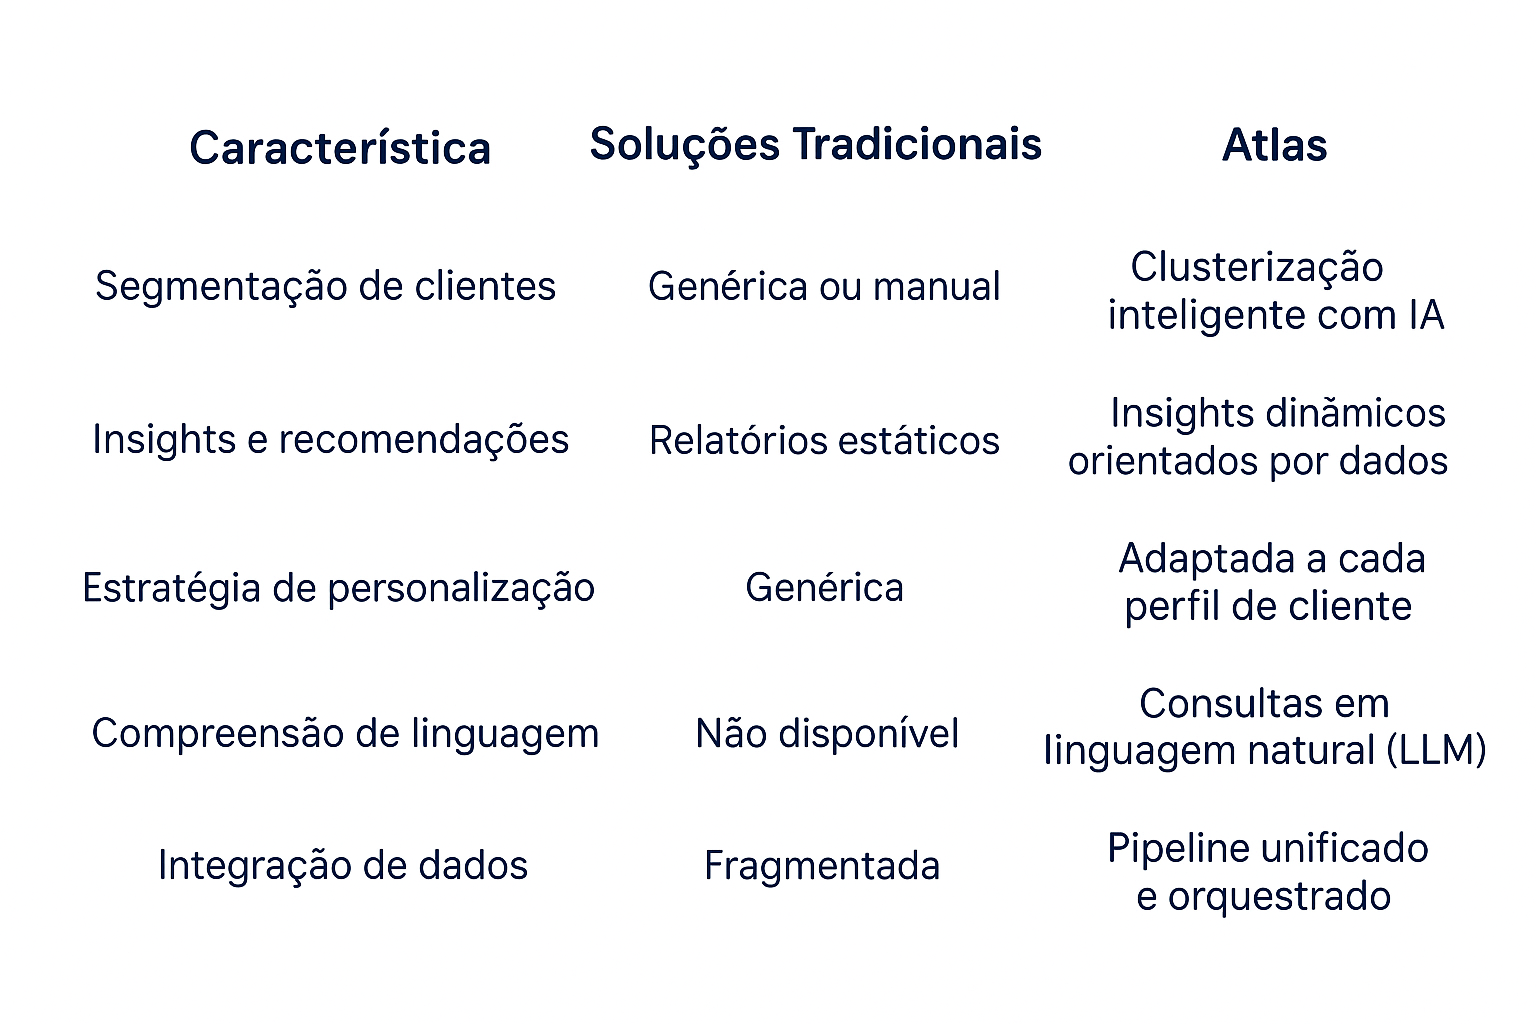 Característica
Soluções Tradicionais
Atlas
Segmentação de clientes
Genérica ou manual
Clusterização
inteligente com IA
Insights e recomendações
Relatórios estáticos
Insights dinãmicos
orientados por dados
Estratégia de personalização
Genérica
Adaptada a cada
perfil de cliente
Compreensão de linguagem
Não disponível
Consultas em
linguagem natural (LLM)
Integração de dados
Fragmentada
Pipeline unificado
e orquestrado